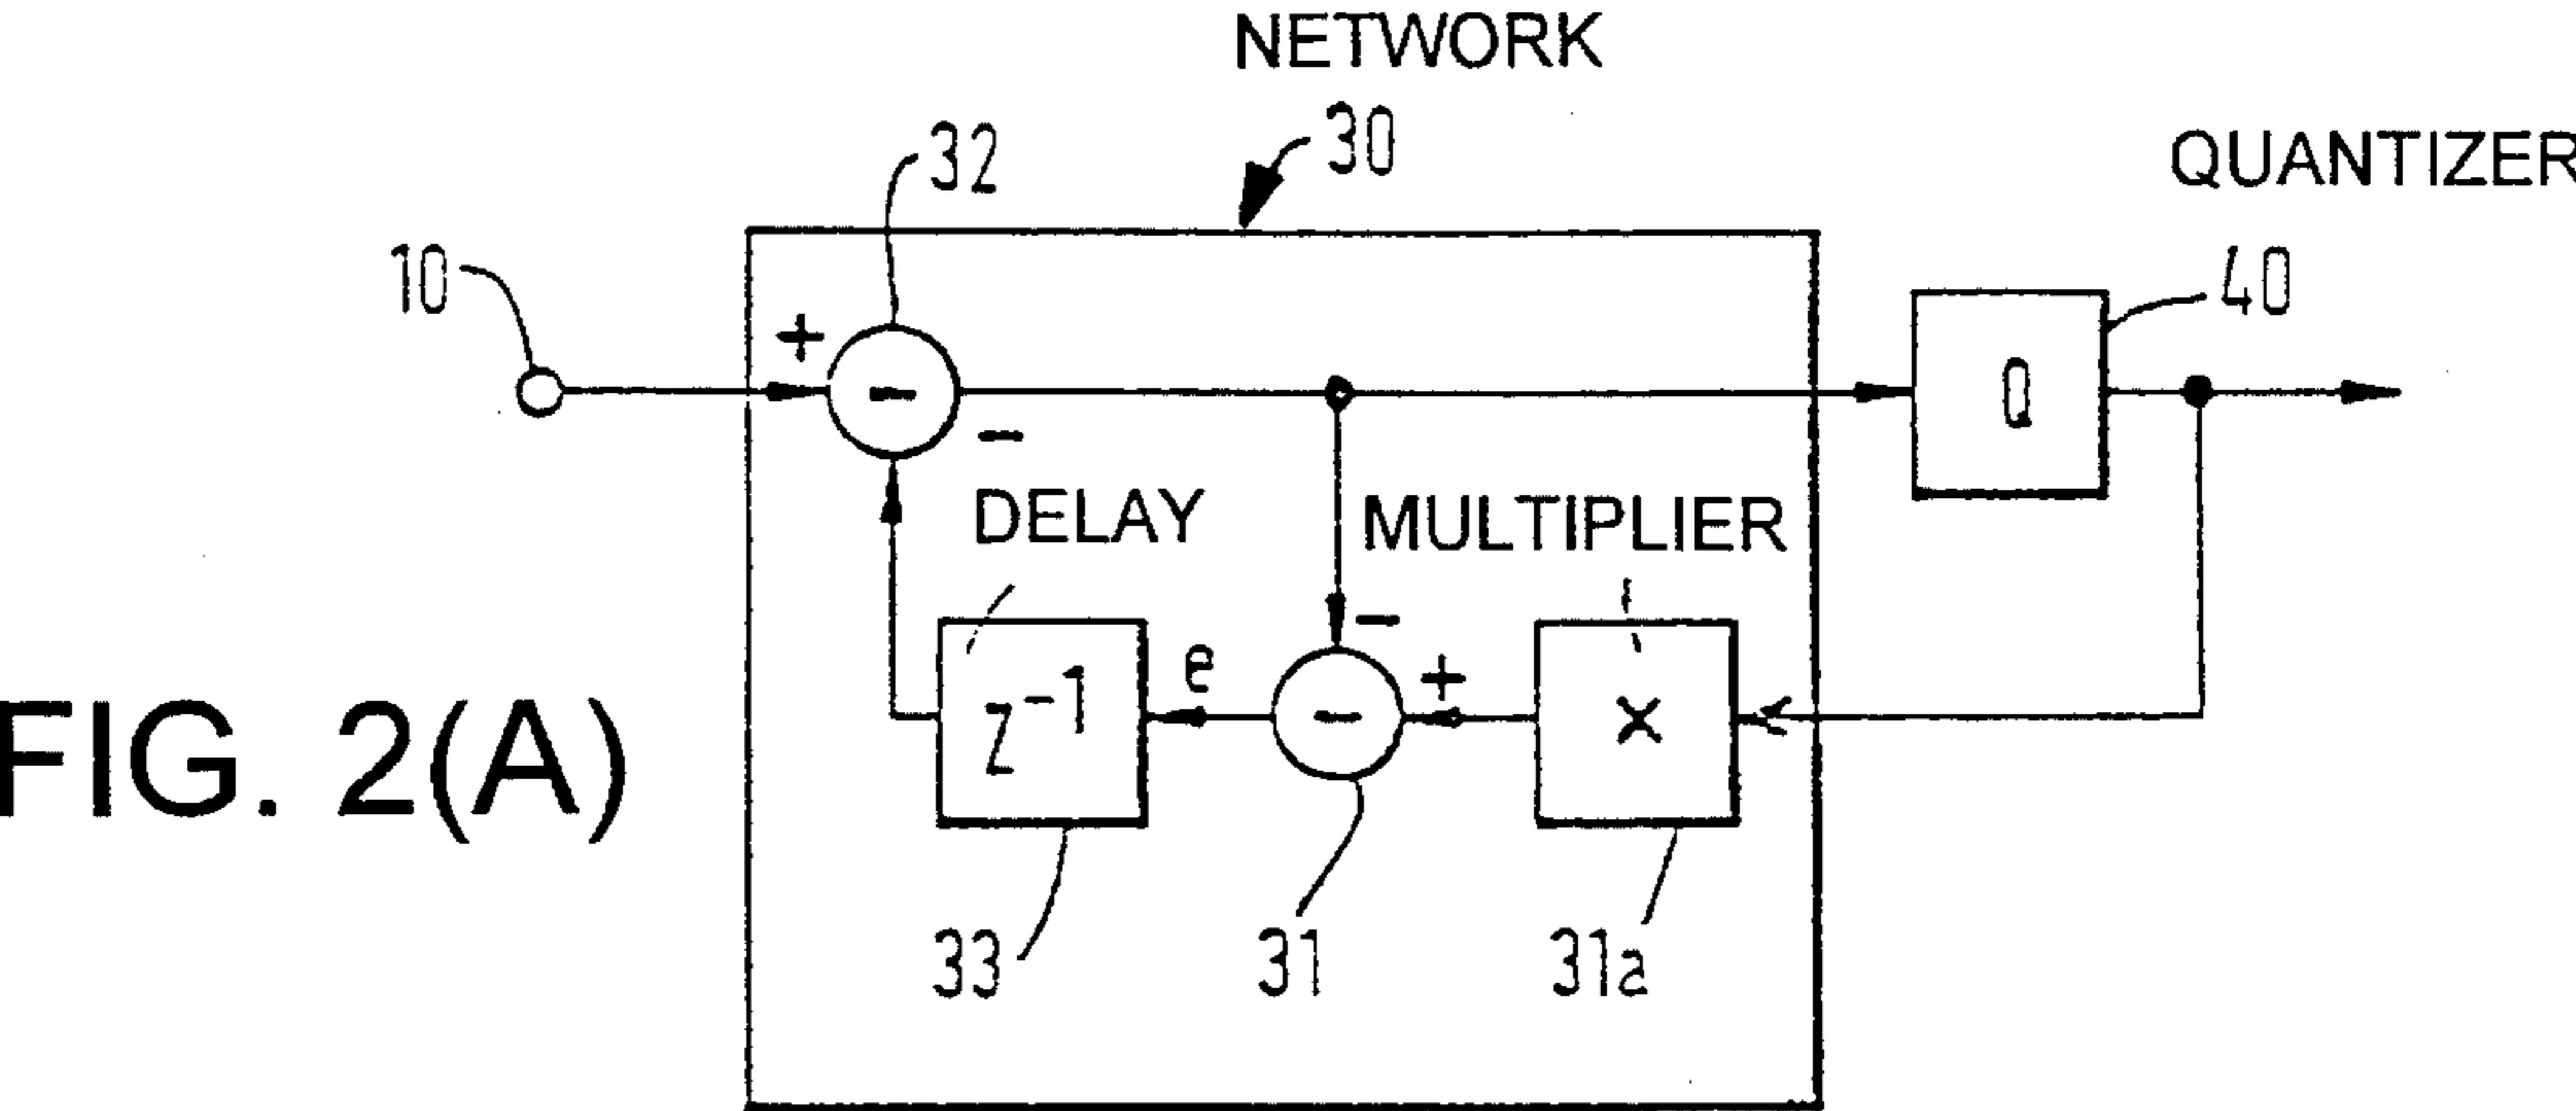 NETWORK
30
32
QUANTIZER
10
40
+
-
Q
-
DELAY
MULTIPLIER
-
e
+
z⁻¹
-
x
FIG. 2(A)
33
31
31a